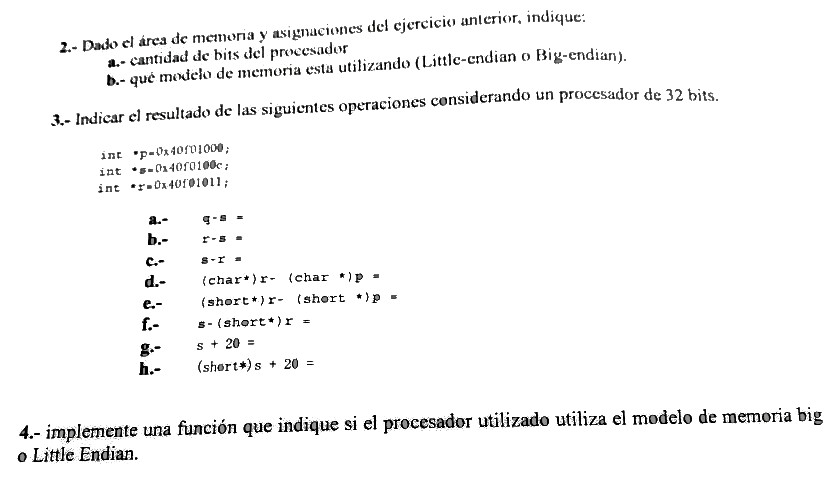 2.- Dado el área de memoria y asignaciones del ejercicio anterior, indique:
a.- cantidad de bits del procesador
b.- qué modelo de memoria esta utilizando (Little-endian o Big-endian).
3.- Indicar el resultado de las siguientes operaciones considerando un procesador de 32 bits.
int *p=0x40f01000;
int *s=0x40f0100c;
int *r=0x40f01011;
a.- q-s =
b.- r-s =
c.- s-r =
d.- (char*)r- (char *)p =
e.- (short*)r- (short *)p =
f.- s-(short*)r =
g.- s + 20 =
h.- (short*)s + 20 =
4.- implemente una función que indique si el procesador utilizado utiliza el modelo de memoria big
o Little Endian.